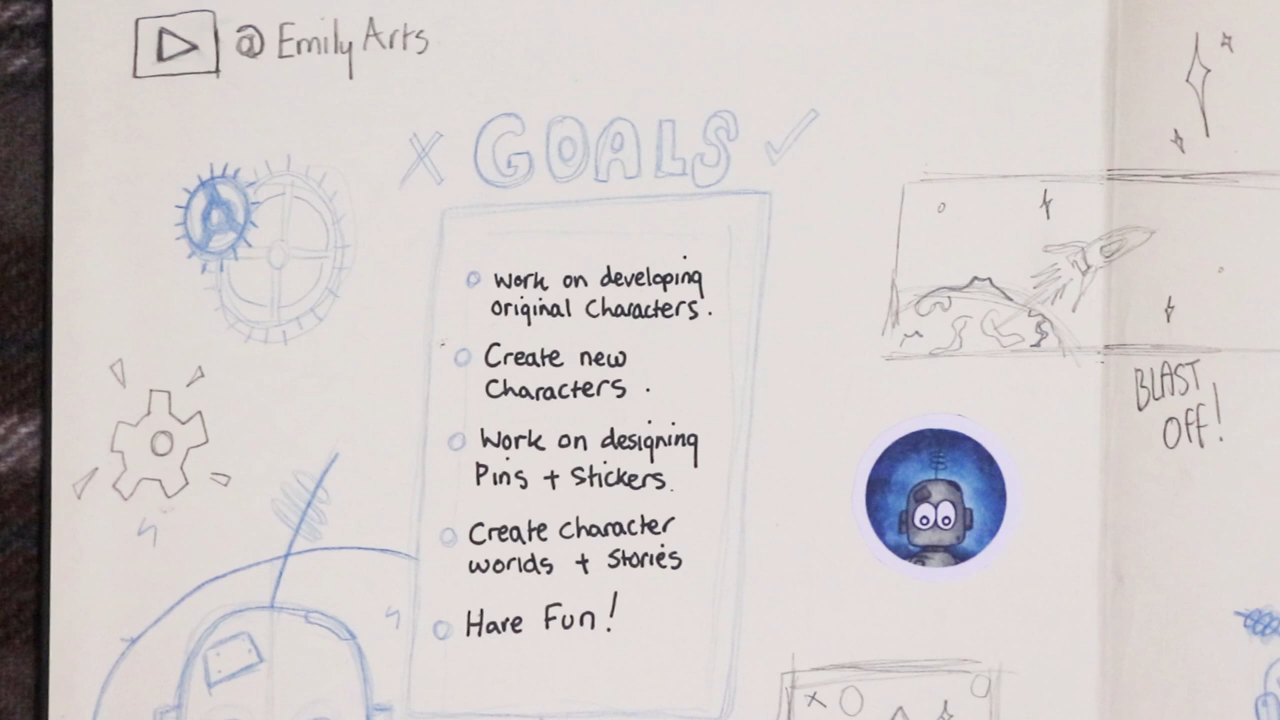 @ Emily Arts
GOALS
Work on developing
original Characters.
Create new
Characters.
Work on designing
Pins + Stickers.
Create character
worlds + Stories
Have Fun!
BLAST
OFF!